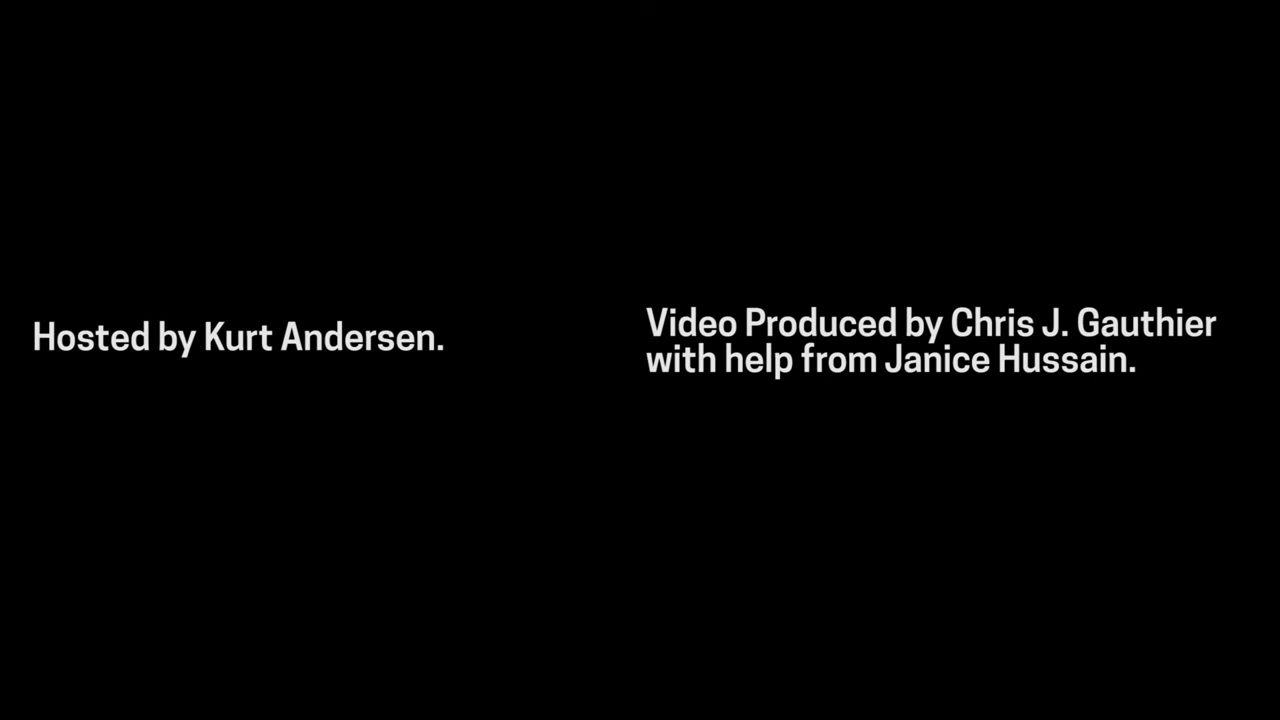 Hosted by Kurt Andersen.
Video Produced by Chris J. Gauthier
with help from Janice Hussain.